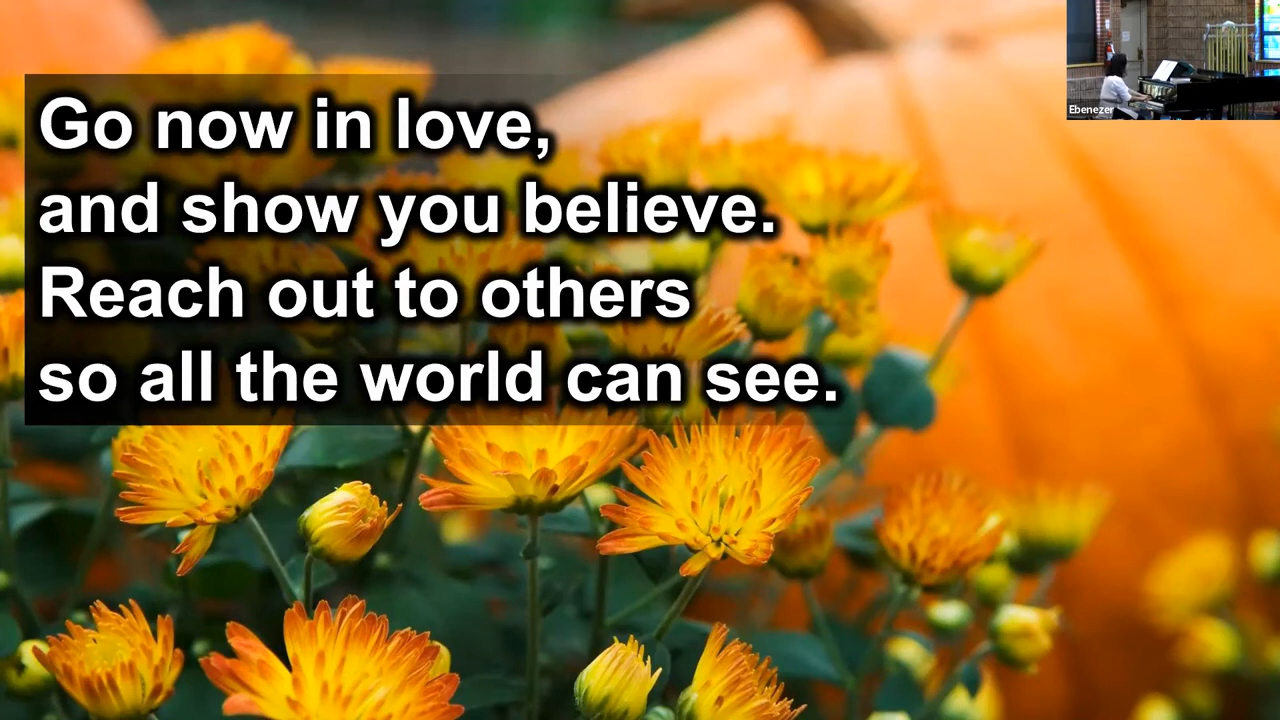 Go now in love,
and show you believe.
Reach out to others
so all the world can see.
Ebenezer